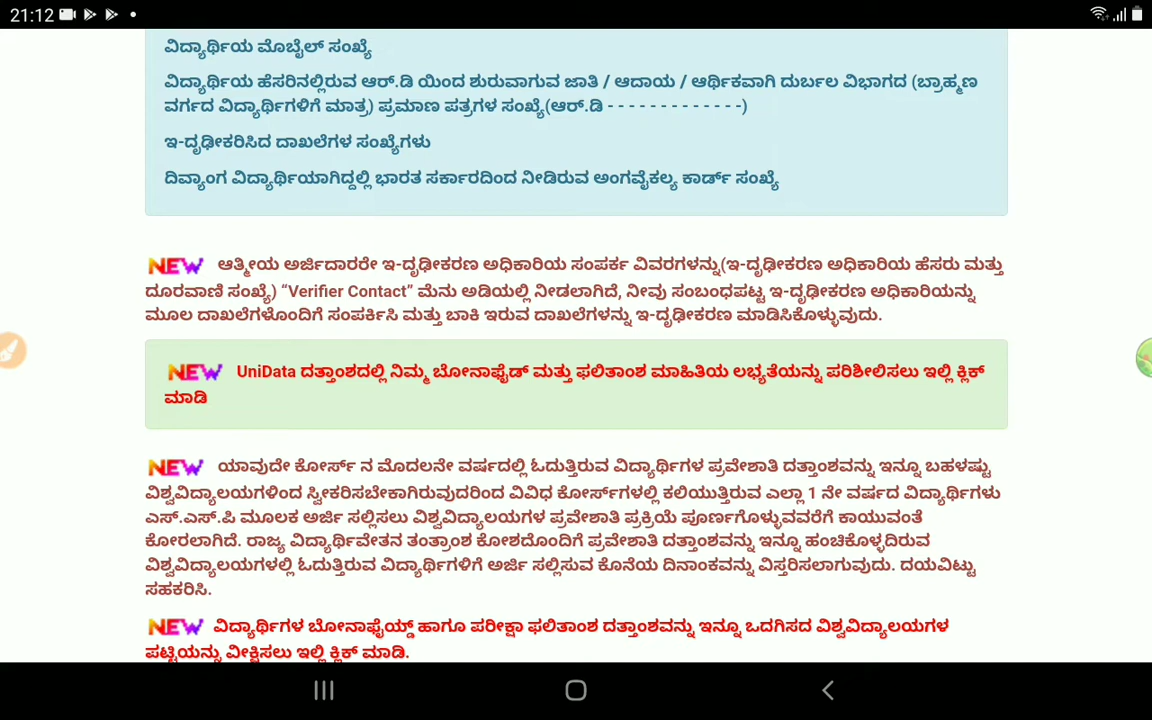 21:12
ವಿದ್ಯಾರ್ಥಿಯ ಮೊಬೈಲ್ ಸಂಖ್ಯೆ
ವಿದ್ಯಾರ್ಥಿಯ ಹೆಸರಿನಲ್ಲಿರುವ ಆರ್.ಡಿ ಯಿಂದ ಶುರುವಾಗುವ ಜಾತಿ / ಆದಾಯ / ಆರ್ಥಿಕವಾಗಿ ದುರ್ಬಲ ವಿಭಾಗದ (ಬ್ರಾಹ್ಮಣ
ವರ್ಗದ ವಿದ್ಯಾರ್ಥಿಗಳಿಗೆ ಮಾತ್ರ) ಪ್ರಮಾಣ ಪತ್ರಗಳ ಸಂಖ್ಯೆ(ಆರ್.ಡಿ - - - - - - - - - - - - -)
ಇ-ದೃಢೀಕರಿಸಿದ ದಾಖಲೆಗಳ ಸಂಖ್ಯೆಗಳು
ದಿವ್ಯಾಂಗ ವಿದ್ಯಾರ್ಥಿಯಾಗಿದ್ದಲ್ಲಿ ಭಾರತ ಸರ್ಕಾರದಿಂದ ನೀಡಿರುವ ಅಂಗವೈಕಲ್ಯ ಕಾರ್ಡ್ ಸಂಖ್ಯೆ
NEW ಆತ್ಮೀಯ ಅರ್ಜಿದಾರರೇ ಇ-ದೃಢೀಕರಣ ಅಧಿಕಾರಿಯ ಸಂಪರ್ಕ ವಿವರಗಳನ್ನು(ಇ-ದೃಢೀಕರಣ ಅಧಿಕಾರಿಯ ಹೆಸರು ಮತ್ತು
ದೂರವಾಣಿ ಸಂಖ್ಯೆ) “Verifier Contact” ಮೆನು ಅಡಿಯಲ್ಲಿ ನೀಡಲಾಗಿದೆ, ನೀವು ಸಂಬಂಧಪಟ್ಟ ಇ-ದೃಢೀಕರಣ ಅಧಿಕಾರಿಯನ್ನು
ಮೂಲ ದಾಖಲೆಗಳೊಂದಿಗೆ ಸಂಪರ್ಕಿಸಿ ಮತ್ತು ಬಾಕಿ ಇರುವ ದಾಖಲೆಗಳನ್ನು ಇ-ದೃಢೀಕರಣ ಮಾಡಿಸಿಕೊಳ್ಳುವುದು.
NEW UniData ದತ್ತಾಂಶದಲ್ಲಿ ನಿಮ್ಮ ಬೋನಾಫೈಡ್ ಮತ್ತು ಫಲಿತಾಂಶ ಮಾಹಿತಿಯ ಲಭ್ಯತೆಯನ್ನು ಪರಿಶೀಲಿಸಲು ಇಲ್ಲಿ ಕ್ಲಿಕ್
ಮಾಡಿ
NEW ಯಾವುದೇ ಕೋರ್ಸ್ ನ ಮೊದಲನೇ ವರ್ಷದಲ್ಲಿ ಓದುತ್ತಿರುವ ವಿದ್ಯಾರ್ಥಿಗಳ ಪ್ರವೇಶಾತಿ ದತ್ತಾಂಶವನ್ನು ಇನ್ನೂ ಬಹಳಷ್ಟು
ವಿಶ್ವವಿದ್ಯಾಲಯಗಳಿಂದ ಸ್ವೀಕರಿಸಬೇಕಾಗಿರುವುದರಿಂದ ವಿವಿಧ ಕೋರ್ಸ್‌ಗಳಲ್ಲಿ ಕಲಿಯುತ್ತಿರುವ ಎಲ್ಲಾ 1 ನೇ ವರ್ಷದ ವಿದ್ಯಾರ್ಥಿಗಳು
ಎಸ್.ಎಸ್.ಪಿ ಮೂಲಕ ಅರ್ಜಿ ಸಲ್ಲಿಸಲು ವಿಶ್ವವಿದ್ಯಾಲಯಗಳ ಪ್ರವೇಶಾತಿ ಪ್ರಕ್ರಿಯೆ ಪೂರ್ಣಗೊಳ್ಳುವವರೆಗೆ ಕಾಯುವಂತೆ
ಕೋರಲಾಗಿದೆ. ರಾಜ್ಯ ವಿದ್ಯಾರ್ಥಿವೇತನ ತಂತ್ರಾಂಶ ಕೋಶದೊಂದಿಗೆ ಪ್ರವೇಶಾತಿ ದತ್ತಾಂಶವನ್ನು ಇನ್ನೂ ಹಂಚಿಕೊಳ್ಳದಿರುವ
ವಿಶ್ವವಿದ್ಯಾಲಯಗಳಲ್ಲಿ ಓದುತ್ತಿರುವ ವಿದ್ಯಾರ್ಥಿಗಳಿಗೆ ಅರ್ಜಿ ಸಲ್ಲಿಸುವ ಕೊನೆಯ ದಿನಾಂಕವನ್ನು ವಿಸ್ತರಿಸಲಾಗುವುದು. ದಯವಿಟ್ಟು
ಸಹಕರಿಸಿ.
NEW ವಿದ್ಯಾರ್ಥಿಗಳ ಬೋನಾಫೈಯ್ಡ್ ಹಾಗೂ ಪರೀಕ್ಷಾ ಫಲಿತಾಂಶ ದತ್ತಾಂಶವನ್ನು ಇನ್ನೂ ಒದಗಿಸದ ವಿಶ್ವವಿದ್ಯಾಲಯಗಳ
ಪಟ್ಟಿಯನ್ನು ವೀಕ್ಷಿಸಲು ಇಲ್ಲಿ ಕ್ಲಿಕ್ ಮಾಡಿ.